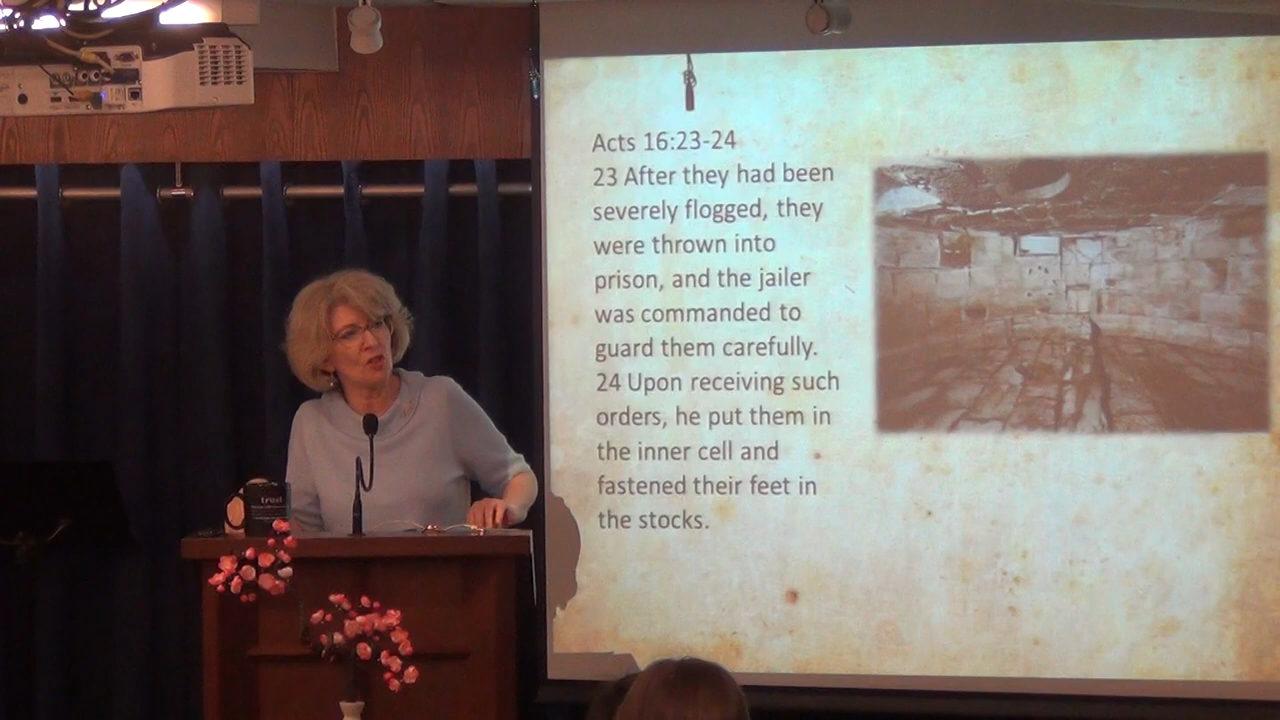 Acts 16:23-24
23 After they had been
severely flogged, they
were thrown into
prison, and the jailer
was commanded to
guard them carefully.
24 Upon receiving such
orders, he put them in
the inner cell and
fastened their feet in
the stocks.
trust